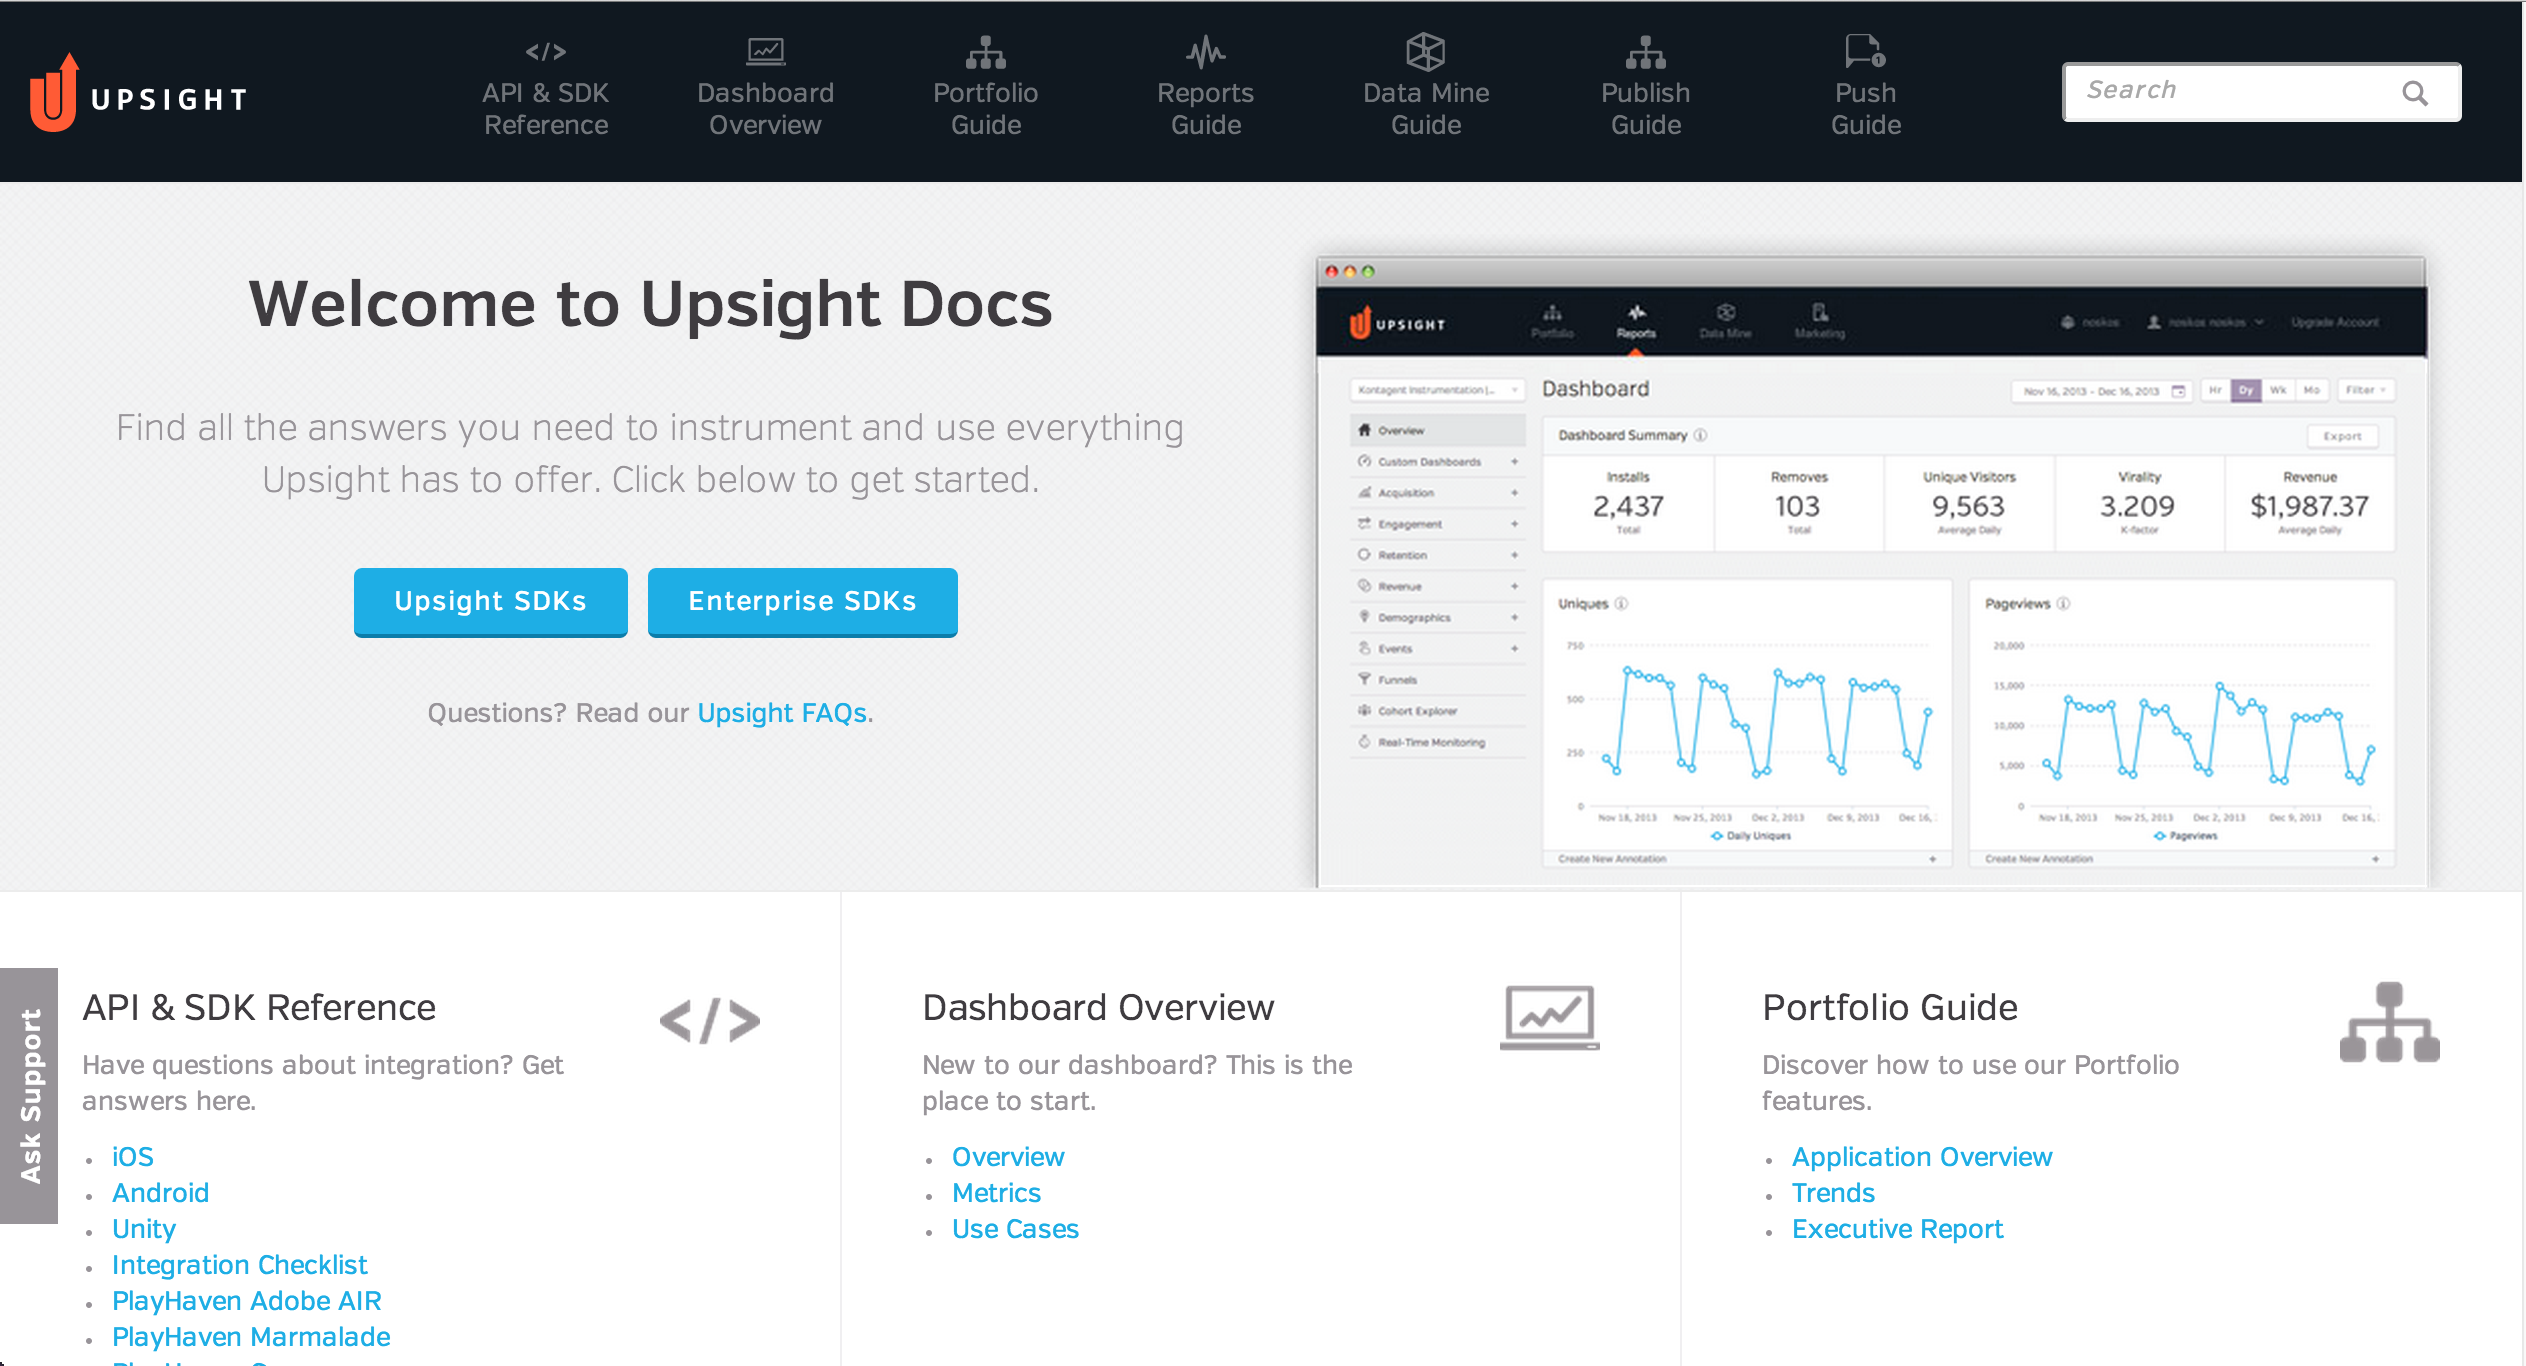 UPSIGHT
API & SDK
Reference
Dashboard
Overview
Portfolio
Guide
Reports
Guide
Data Mine
Guide
Publish
Guide
Push
Guide
Search
Welcome to Upsight Docs
Find all the answers you need to instrument and use everything
Upsight has to offer. Click below to get started.
Upsight SDKs
Enterprise SDKs
Questions? Read our Upsight FAQs.
UPSIGHT
Portfolio
Reports
Data Mine
Marketing
noskos
noskos noskos
Upgrade Account
Kontagent Instrumentation |...
Dashboard
Nov 16, 2013 - Dec 16, 2013
Hr
Dy
Wk
Mo
Filter
Overview
Custom Dashboards +
Acquisition +
Engagement +
Retention +
Revenue +
Demographics +
Events +
Funnels
Cohort Explorer
Real-Time Monitoring
Dashboard Summary
Export
Installs
2,437
Total
Removes
103
Total
Unique Visitors
9,563
Average Daily
Virality
3.209
K-factor
Revenue
$1,987.37
Average Daily
Uniques
750
500
250
0
Nov 18, 2013 Nov 25, 2013 Dec 2, 2013 Dec 9, 2013 Dec 16,
Daily Uniques
Create New Annotation +
Pageviews
20,000
15,000
10,000
5,000
0
Nov 18, 2013 Nov 25, 2013 Dec 2, 2013 Dec 9, 2013 Dec 16,
Pageviews
Create New Annotation +
Ask Support
API & SDK Reference
</>
Have questions about integration? Get
answers here.
• iOS
• Android
• Unity
• Integration Checklist
• PlayHaven Adobe AIR
• PlayHaven Marmalade
Dashboard Overview
New to our dashboard? This is the
place to start.
• Overview
• Metrics
• Use Cases
Portfolio Guide
Discover how to use our Portfolio
features.
• Application Overview
• Trends
• Executive Report